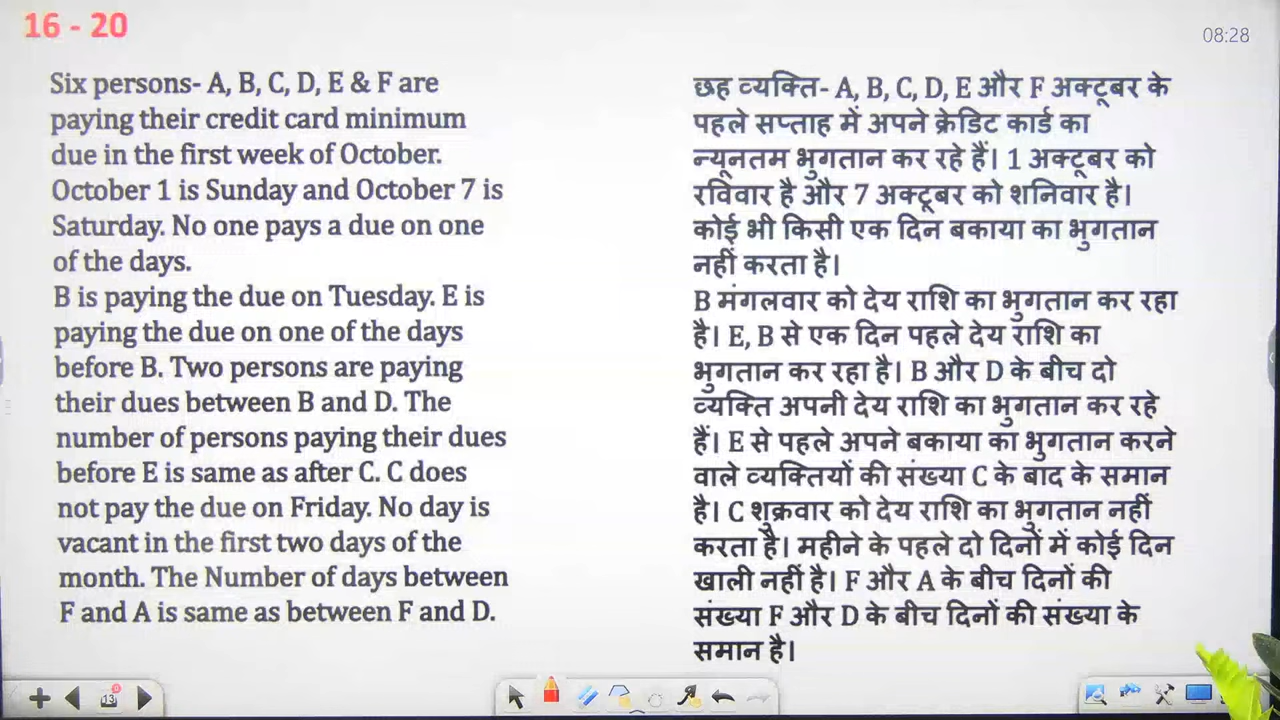 16 - 20
08:28
Six persons- A, B, C, D, E & F are
paying their credit card minimum
due in the first week of October.
October 1 is Sunday and October 7 is
Saturday. No one pays a due on one
of the days.
B is paying the due on Tuesday. E is
paying the due on one of the days
before B. Two persons are paying
their dues between B and D. The
number of persons paying their dues
before E is same as after C. C does
not pay the due on Friday. No day is
vacant in the first two days of the
month. The Number of days between
F and A is same as between F and D.
छह व्यक्ति- A, B, C, D, E और F अक्टूबर के
पहले सप्ताह में अपने क्रेडिट कार्ड का
न्यूनतम भुगतान कर रहे हैं। 1 अक्टूबर को
रविवार है और 7 अक्टूबर को शनिवार है।
कोई भी किसी एक दिन बकाया का भुगतान
नहीं करता है।
B मंगलवार को देय राशि का भुगतान कर रहा
है। E, B से एक दिन पहले देय राशि का
भुगतान कर रहा है। B और D के बीच दो
व्यक्ति अपनी देय राशि का भुगतान कर रहे
हैं। E से पहले अपने बकाया का भुगतान करने
वाले व्यक्तियों की संख्या C के बाद के समान
है। C शुक्रवार को देय राशि का भुगतान नहीं
करता है। महीने के पहले दो दिनों में कोई दिन
खाली नहीं है। F और A के बीच दिनों की
संख्या F और D के बीच दिनों की संख्या के
समान है।
13